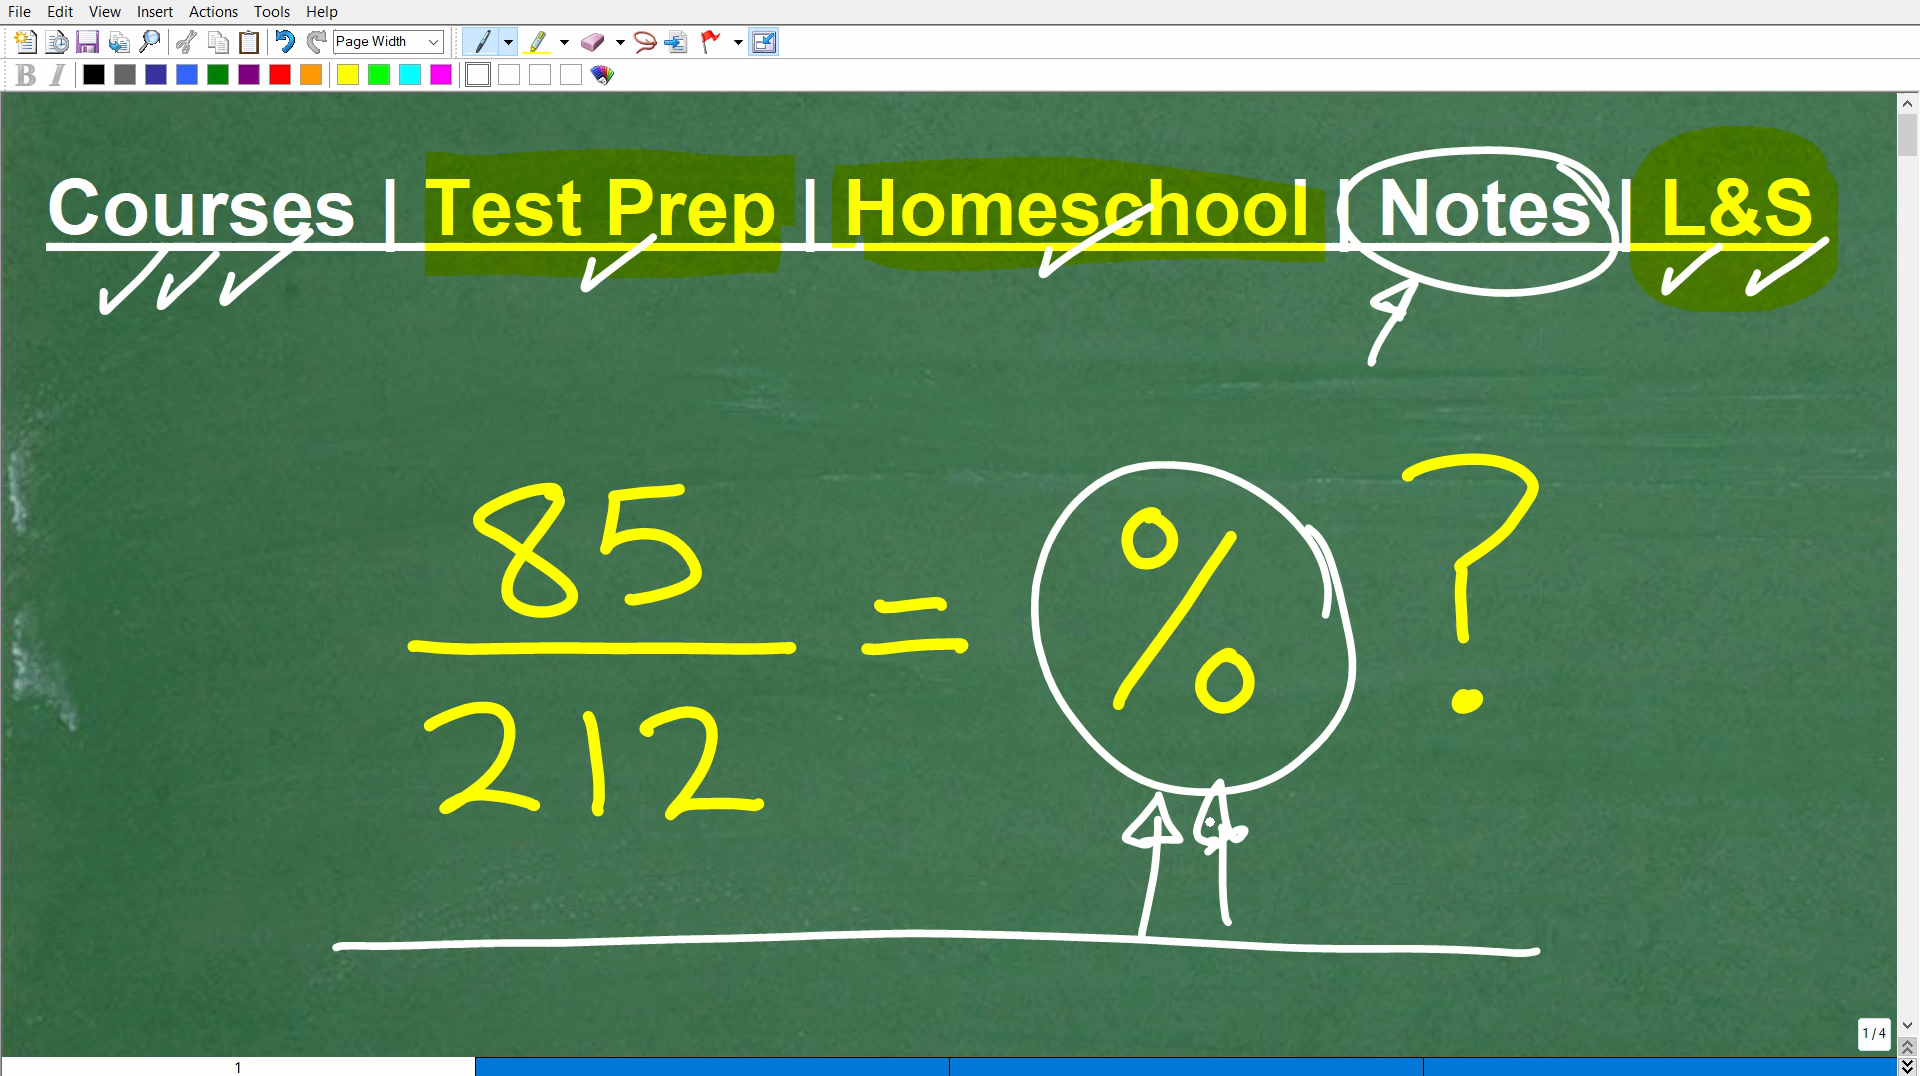 File Edit View Insert Actions Tools Help
Page Width
B I
Courses | Test Prep | Homeschool | Notes | L&S
85
= % ?
212
1 / 4
1